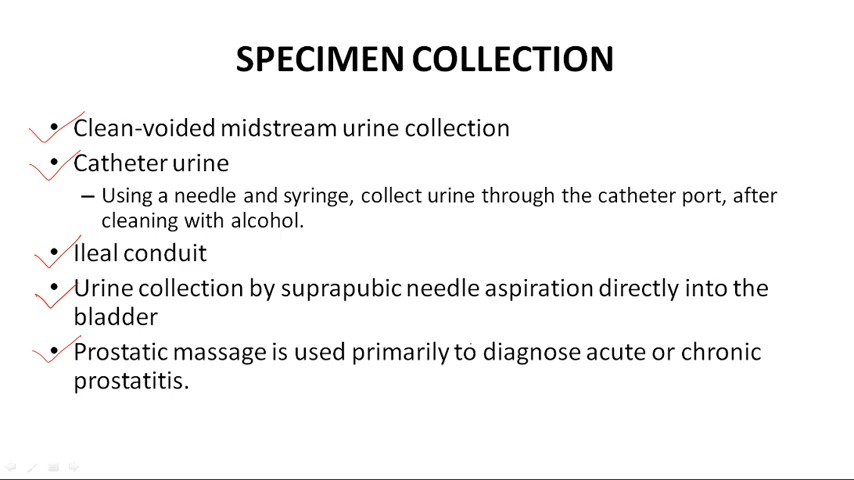 SPECIMEN COLLECTION
• Clean-voided midstream urine collection
• Catheter urine
– Using a needle and syringe, collect urine through the catheter port, after
cleaning with alcohol.
• Ileal conduit
• Urine collection by suprapubic needle aspiration directly into the
bladder
• Prostatic massage is used primarily to diagnose acute or chronic
prostatitis.